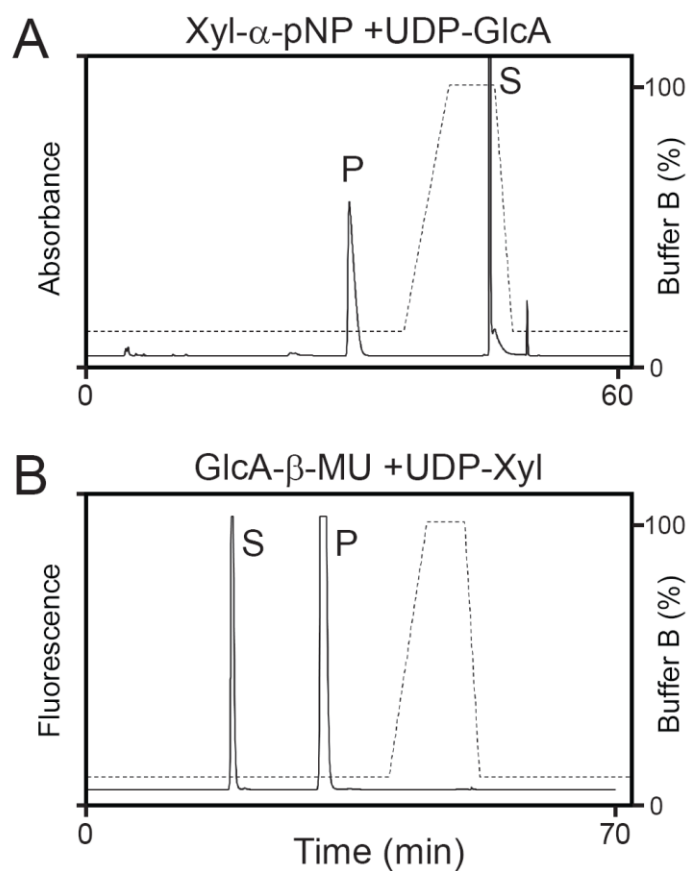 A
Xyl-α-pNP +UDP-GlcA
Absorbance
P
S
100
Buffer B (%)
0
0
60
B
GlcA-β-MU +UDP-Xyl
Fluorescence
S
P
100
Buffer B (%)
0
0
70
Time (min)